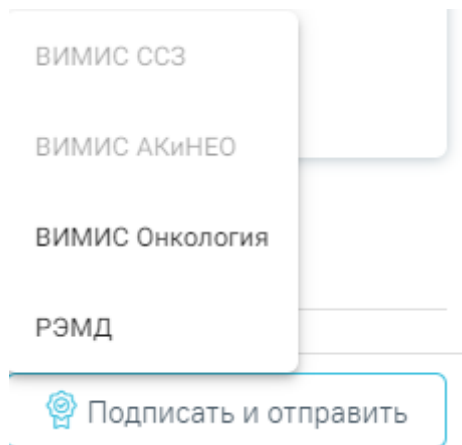 ВИМИС ССЗ
ВИМИС АКиНЕО
ВИМИС Онкология
РЭМД
Подписать и отправить